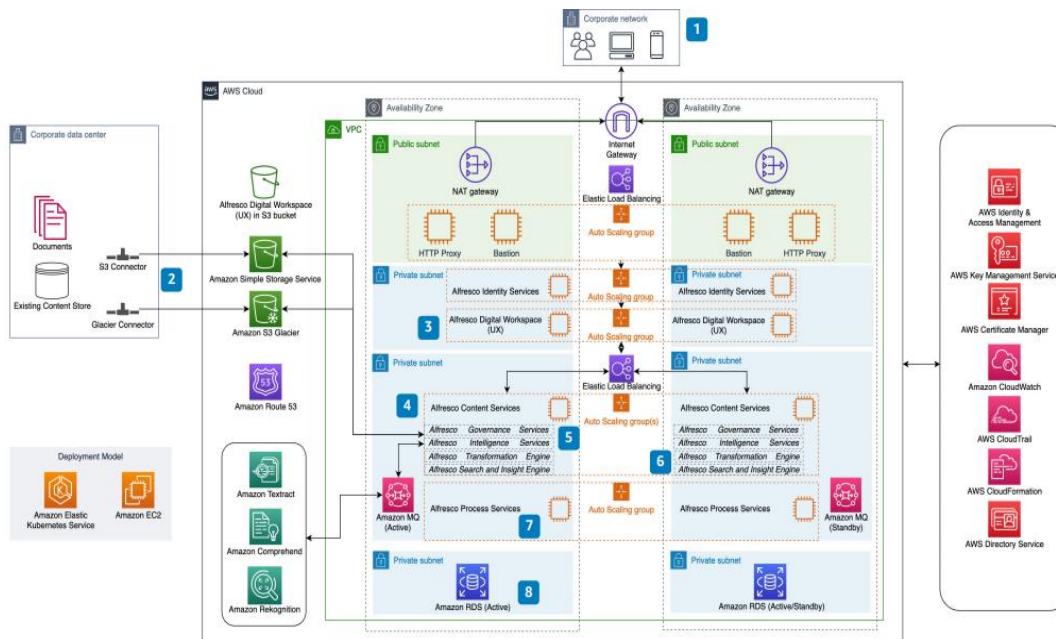 Corporate network
1
AWS Cloud
aws
Availability Zone
Availability Zone
VPC
Corporate data center
Documents
S3 Connector
2
Existing Content Store
Glacier Connector
Alfresco Digital Workspace
(UX) in S3 bucket
Amazon Simple Storage Service
Amazon S3 Glacier
53
Amazon Route 53
Deployment Model
Amazon Elastic
Kubernetes Service
Amazon EC2
Amazon Textract
Amazon Comprehend
Amazon Rekognition
Internet
Gateway
Public subnet
NAT gateway
Public subnet
NAT gateway
Elastic Load Balancing
Auto Scaling group
HTTP Proxy
Bastion
Bastion
HTTP Proxy
Private subnet
Private subnet
Alfresco Identity Services
Auto Scaling group
Alfresco Identity Services
3
Alfresco Digital Workspace
(UX)
Auto Scaling group
Alfresco Digital Workspace
(UX)
Private subnet
Private subnet
Elastic Load Balancing
4
Alfresco Content Services
Auto Scaling group(s)
Alfresco Content Services
Alfresco Governance Services
5
Alfresco Intelligence Services
Alfresco Transformation Engine
Alfresco Search and Insight Engine
6
Alfresco Governance Services
Alfresco Intelligence Services
Alfresco Transformation Engine
Alfresco Search and Insight Engine
Amazon MQ
(Active)
Alfresco Process Services
7
Auto Scaling group
Alfresco Process Services
Amazon MQ
(Standby)
Private subnet
Private subnet
8
Amazon RDS (Active)
Amazon RDS (Active/Standby)
AWS Identity &
Access Management
AWS Key Management Service
AWS Certificate Manager
Amazon CloudWatch
AWS CloudTrail
AWS CloudFormation
AWS Directory Service